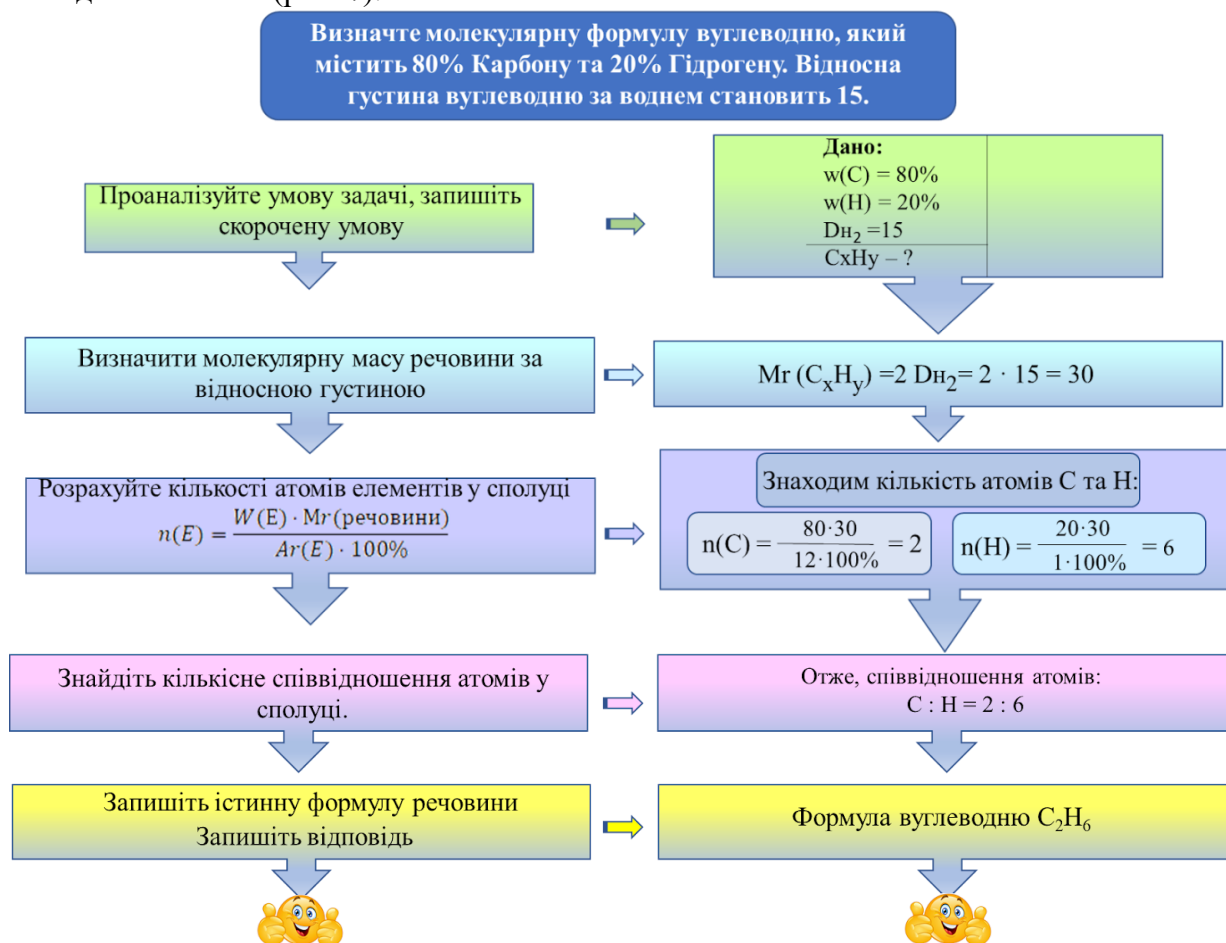 Визначте молекулярну формулу вуглеводню, який
містить 80% Карбону та 20% Гідрогену. Відносна
густина вуглеводню за воднем становить 15.
Проаналізуйте умову задачі, запишіть
скорочену умову
Дано:
w(C) = 80%
w(H) = 20%
Dн₂ =15
CxHy – ?
Визначити молекулярну масу речовини за
відносною густиною
Mr (CₓHᵧ) =2 Dн₂= 2 · 15 = 30
Розрахуйте кількості атомів елементів у сполуці
n(E) = W(E) · Mr(речовини) / Ar(E) · 100%
Знаходим кількість атомів С та Н:
n(C) = 80·30 / 12·100% = 2
n(H) = 20·30 / 1·100% = 6
Знайдіть кількісне співвідношення атомів у
сполуці.
Отже, співвідношення атомів:
C : H = 2 : 6
Запишіть істинну формулу речовини
Запишіть відповідь
Формула вуглеводню C₂H₆